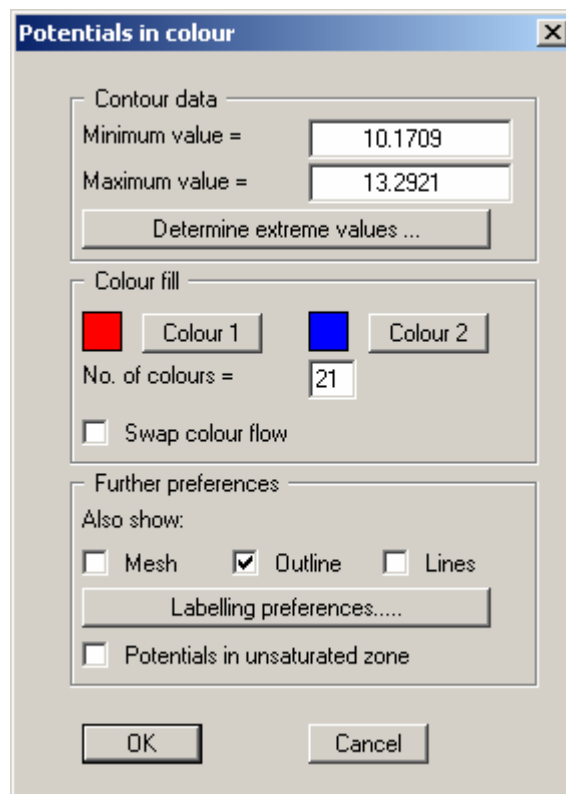 Potentials in colour
Contour data
Minimum value = 10.1709
Maximum value = 13.2921
Determine extreme values ...
Colour fill
Colour 1 Colour 2
No. of colours = 21
Swap colour flow
Further preferences
Also show:
Mesh Outline Lines
Labelling preferences.....
Potentials in unsaturated zone
OK Cancel